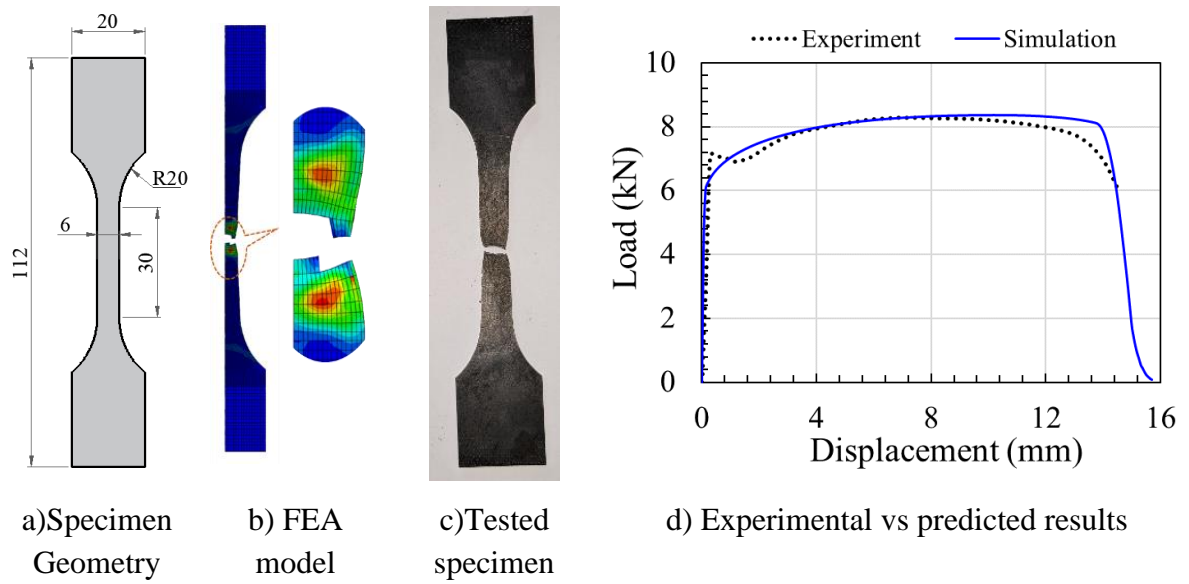 20
112
R20
6
30
a)Specimen
Geometry
b) FEA
model
c)Tested
specimen
Experiment
Simulation
10
8
6
4
2
0
Load (kN)
0 4 8 12 16
Displacement (mm)
d) Experimental vs predicted results